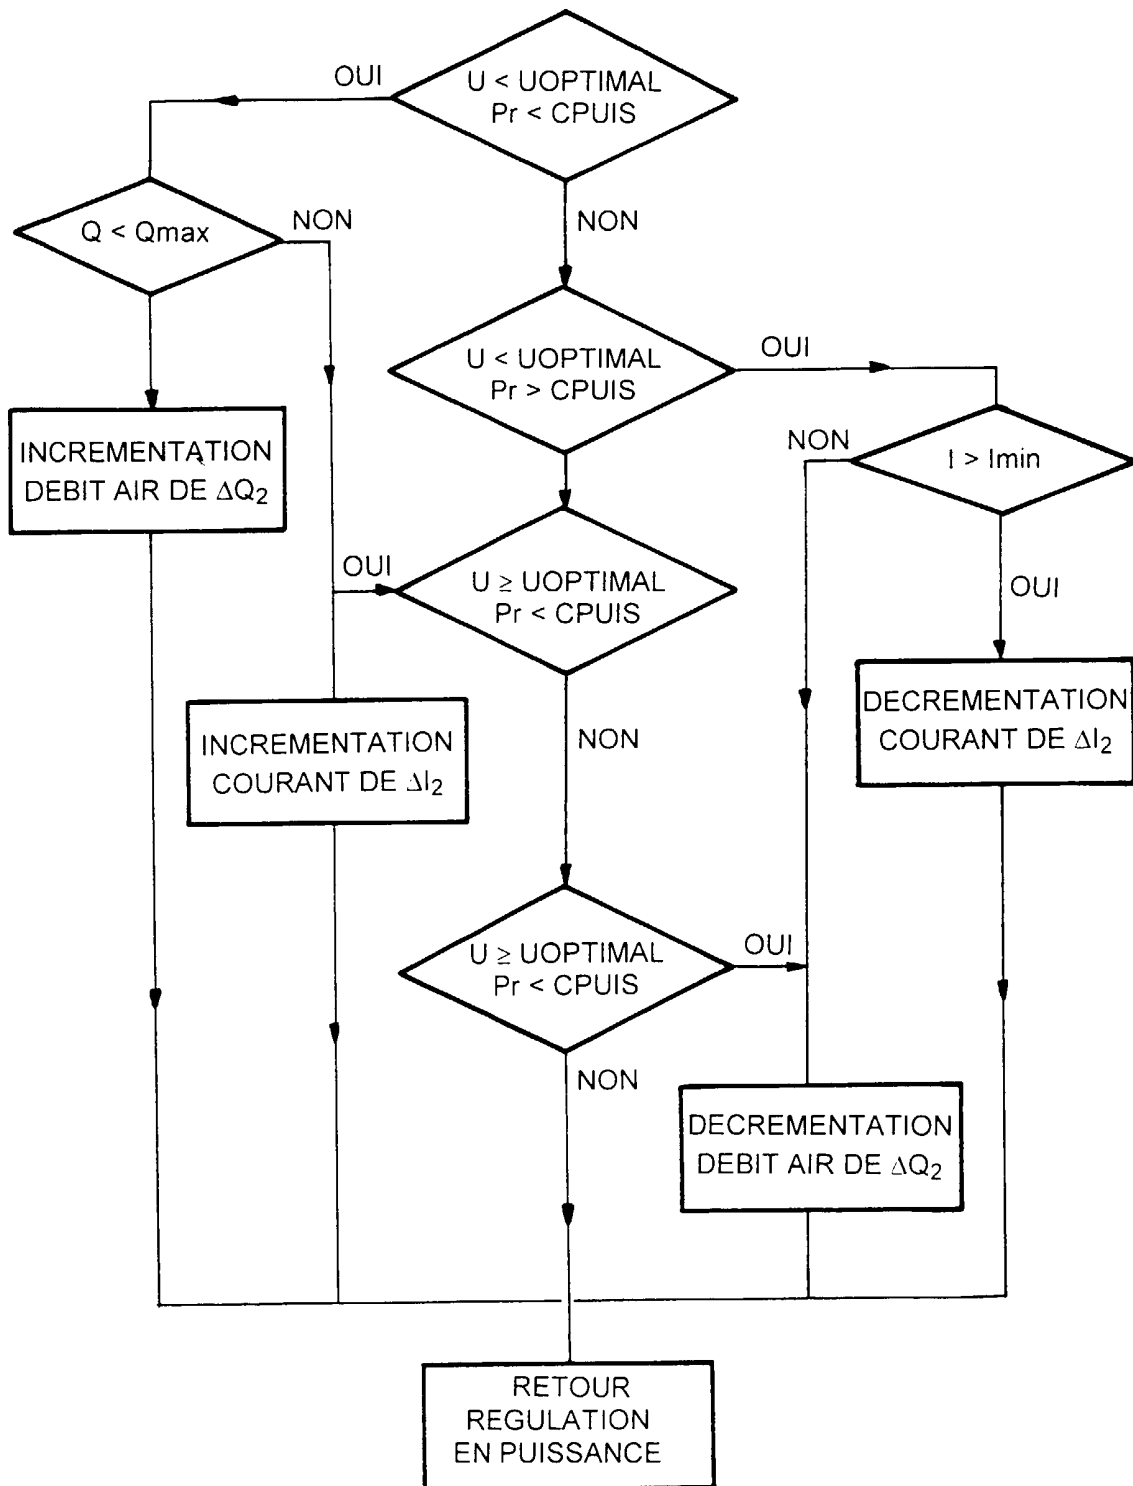 OUI
U < UOPTIMAL
Pr < CPUIS
NON
Q < Qmax
NON
U < UOPTIMAL
Pr > CPUIS
OUI
INCREMENTATION
DEBIT AIR DE ΔQ₂
NON
I > Imin
OUI
U ≥ UOPTIMAL
Pr < CPUIS
OUI
INCREMENTATION
COURANT DE ΔI₂
NON
DECREMENTATION
COURANT DE ΔI₂
U ≥ UOPTIMAL
Pr < CPUIS
OUI
NON
DECREMENTATION
DEBIT AIR DE ΔQ₂
RETOUR
REGULATION
EN PUISSANCE